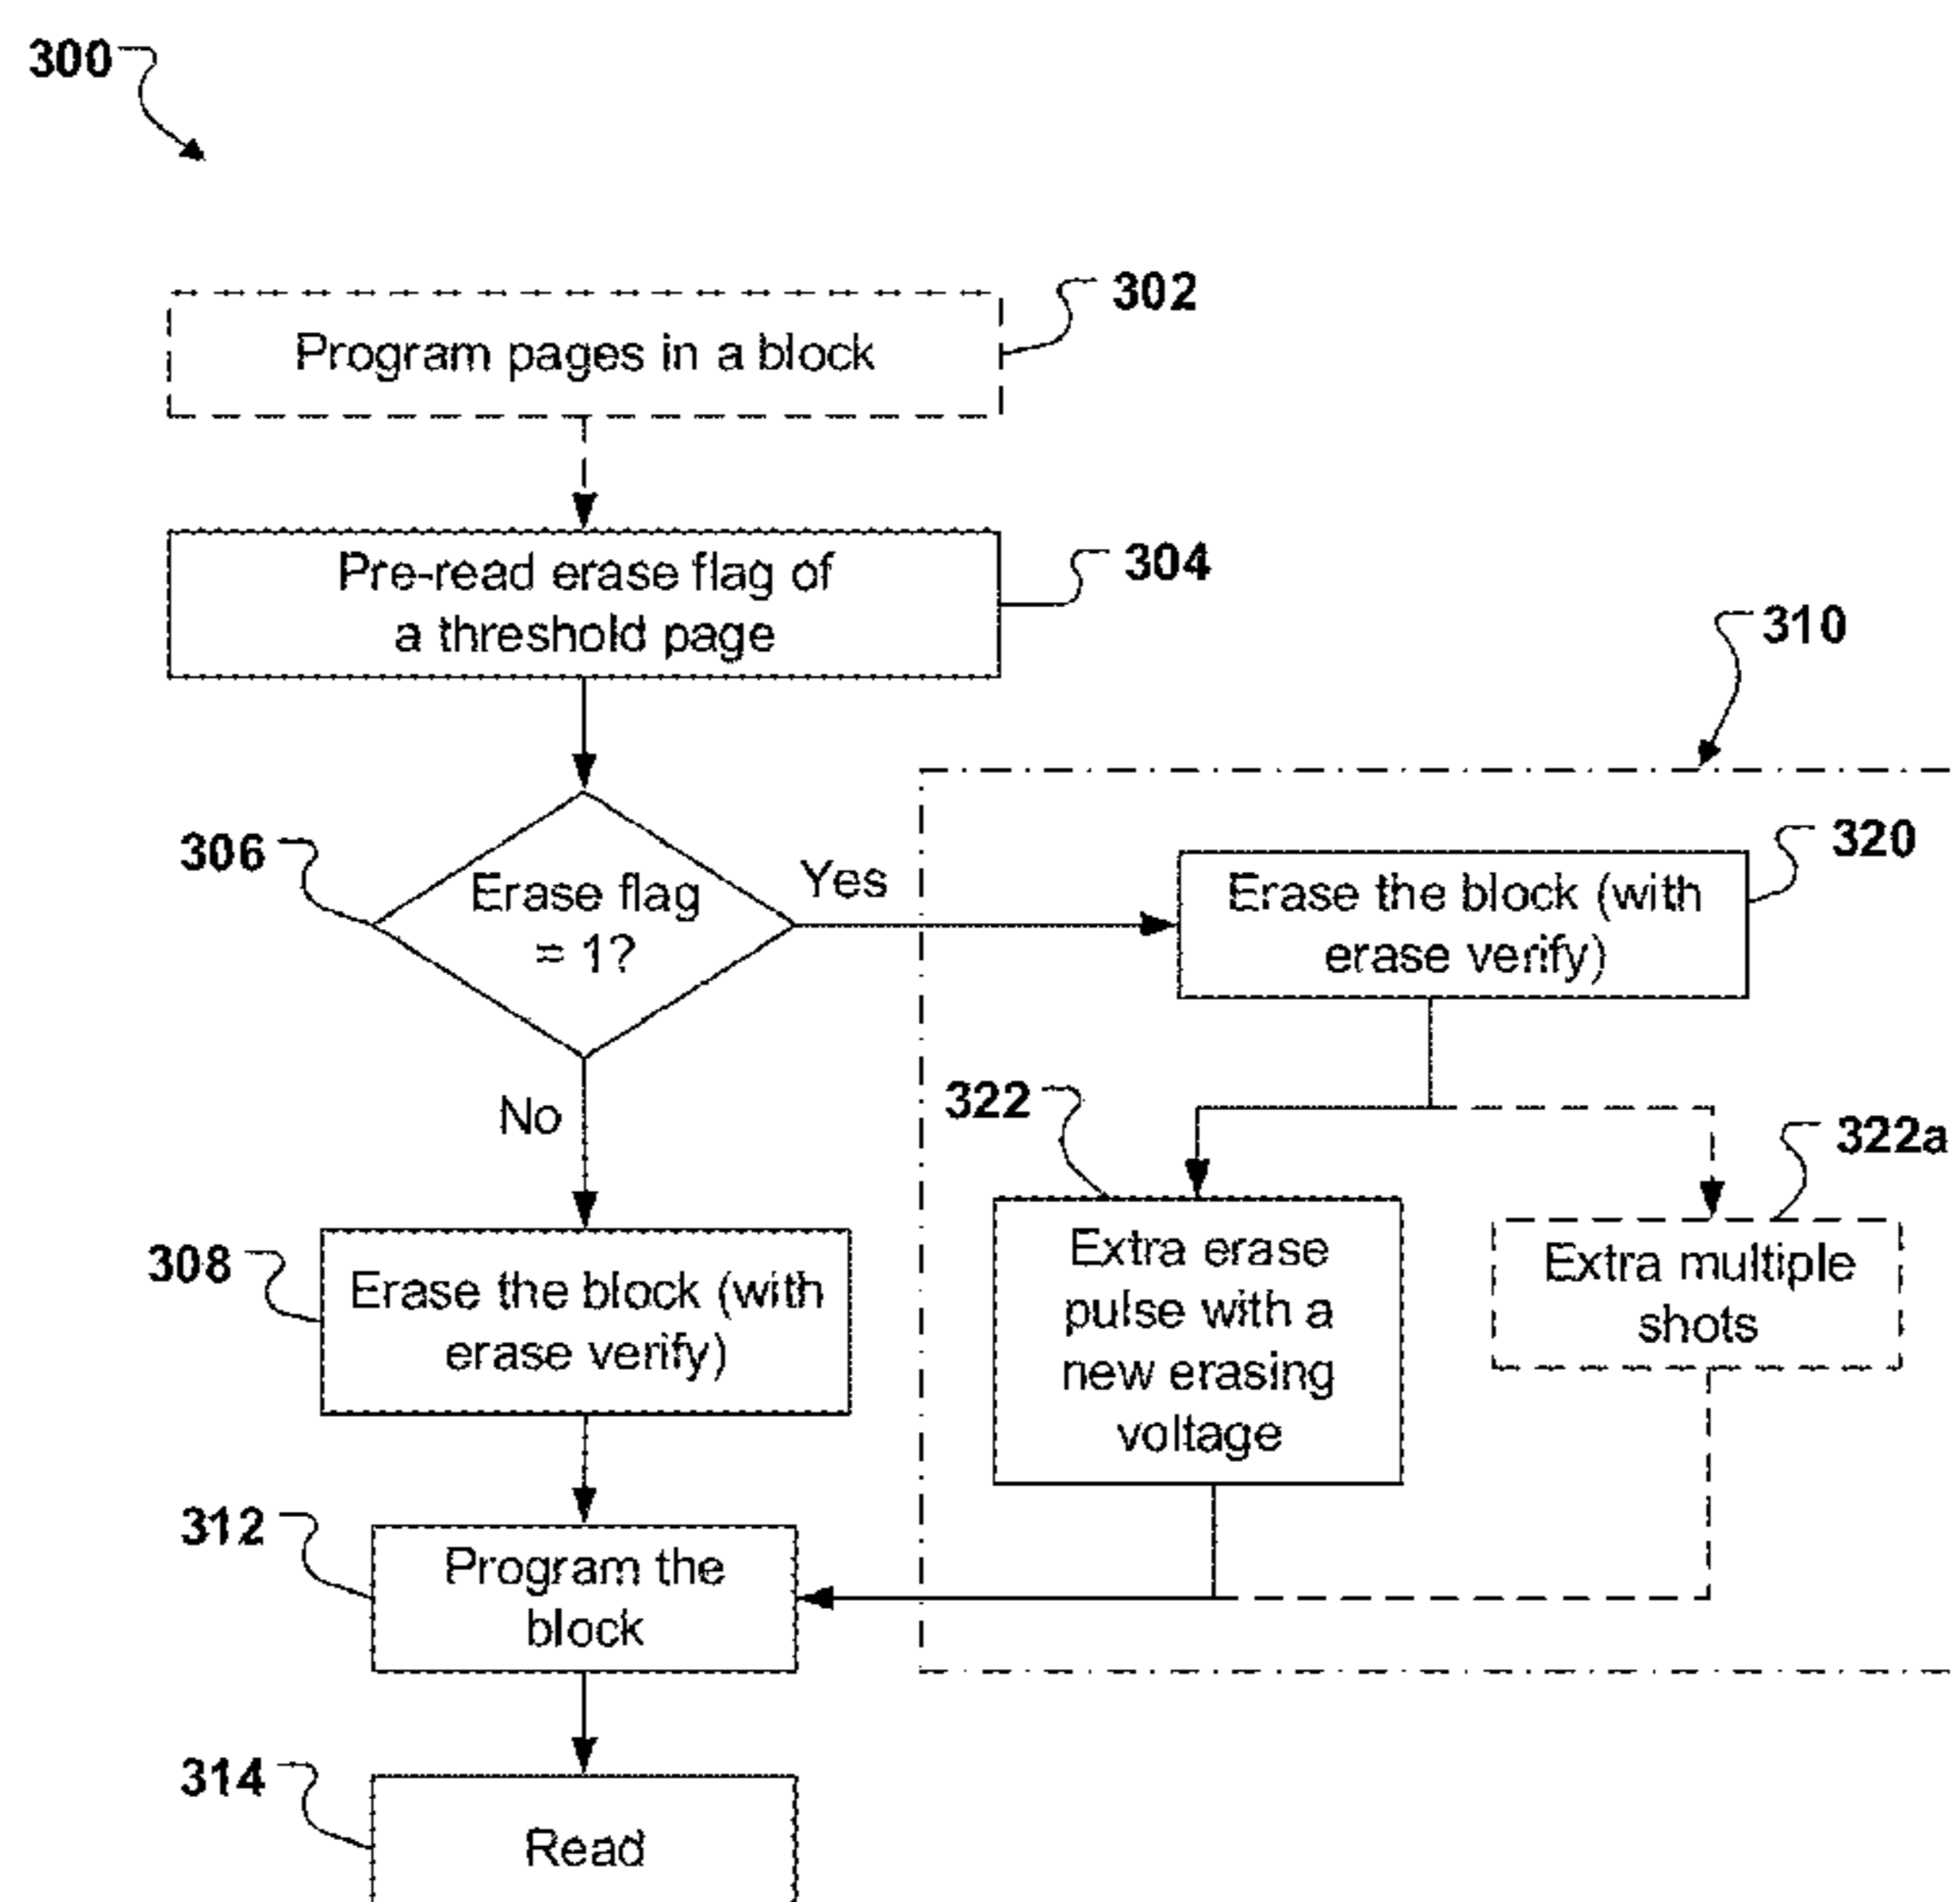 300
302
Program pages in a block
304
Pre-read erase flag of
a threshold page
310
306
Erase flag
= 1?
Yes
320
Erase the block (with
erase verify)
No
322
322a
Extra erase
pulse with a
new erasing
voltage
Extra multiple
shots
308
Erase the block (with
erase verify)
312
Program the
block
314
Read